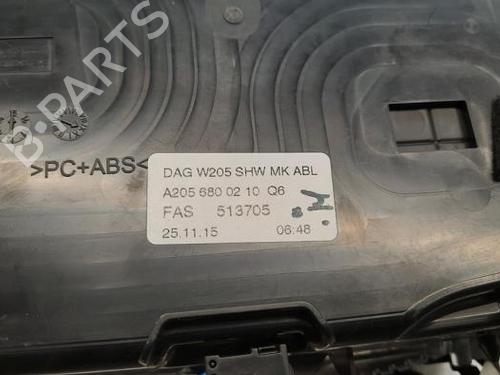 B-PARTS
>PC+ABS<
DAG W205 SHW MK ABL
A205 680 02 10 Q6
FAS 513705
25.11.15 06:48